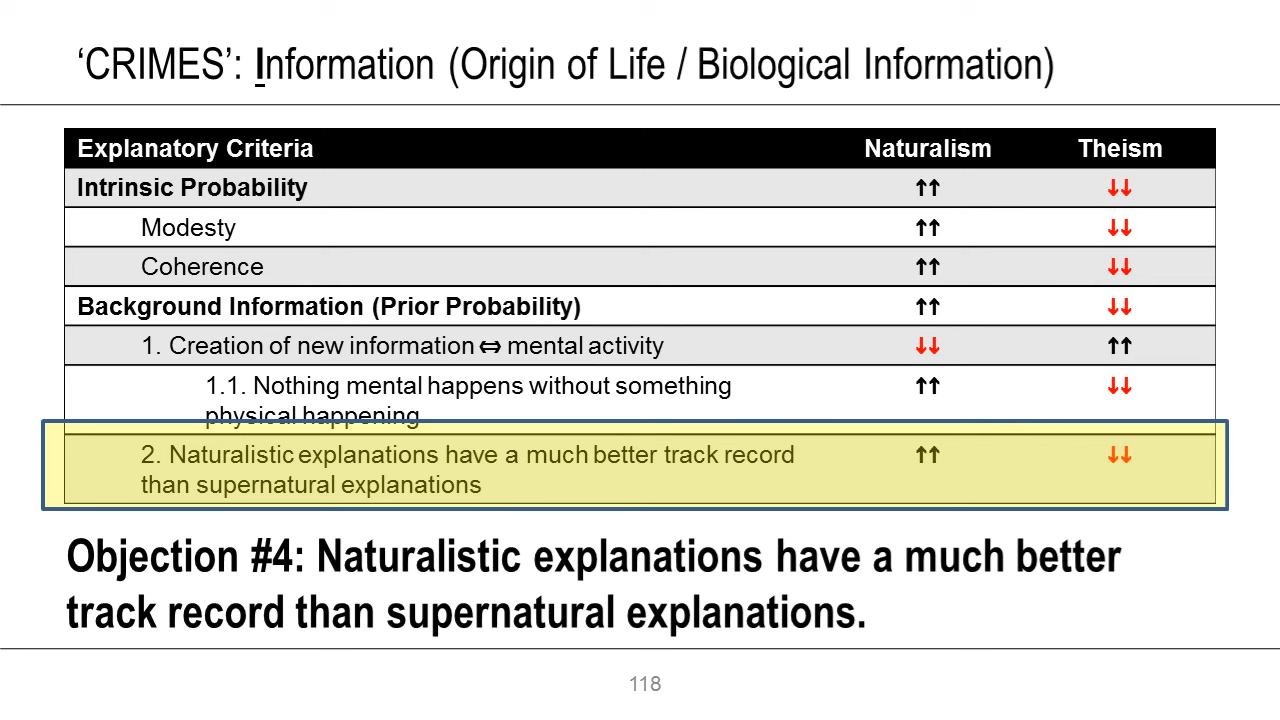 ‘CRIMES’: Information (Origin of Life / Biological Information)
Explanatory Criteria Naturalism Theism
Intrinsic Probability ↑↑ ↓↓
Modesty ↑↑ ↓↓
Coherence ↑↑ ↓↓
Background Information (Prior Probability) ↑↑ ↓↓
1. Creation of new information ⇔ mental activity ↓↓ ↑↑
1.1. Nothing mental happens without something ↑↑ ↓↓
physical happening
2. Naturalistic explanations have a much better track record ↑↑ ↓↓
than supernatural explanations
Objection #4: Naturalistic explanations have a much better
track record than supernatural explanations.
118